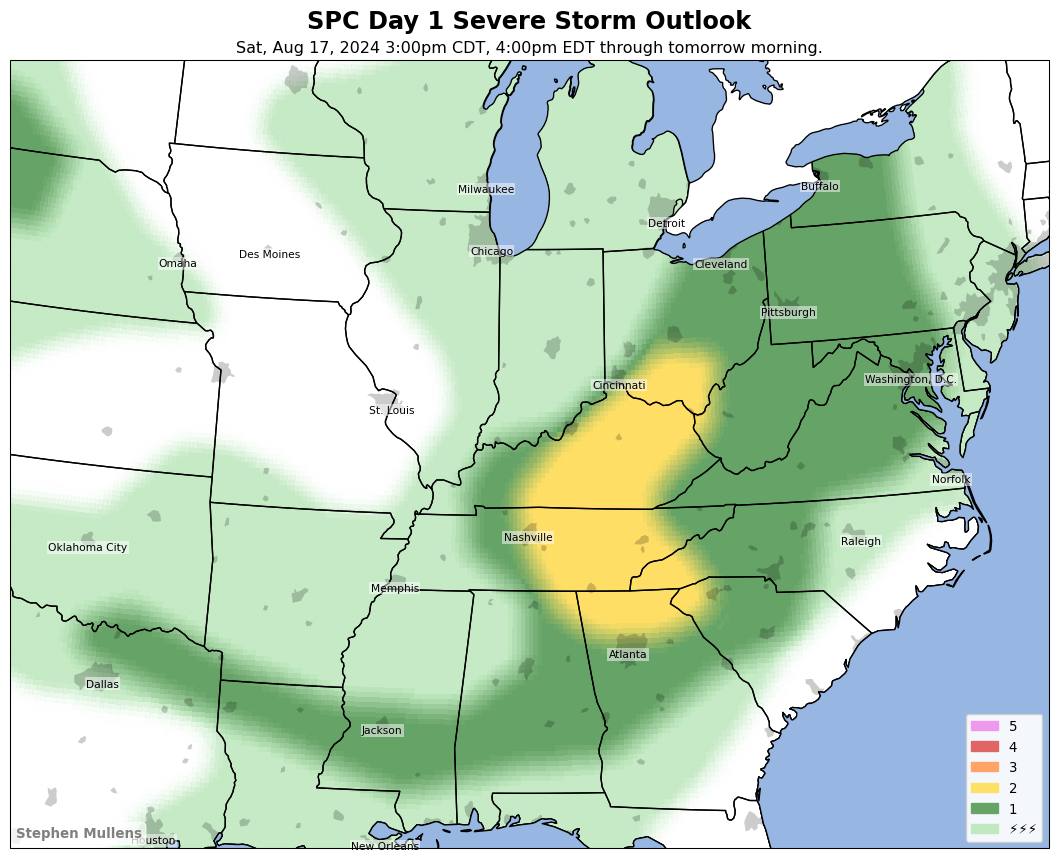 SPC Day 1 Severe Storm Outlook
Sat, Aug 17, 2024 3:00pm CDT, 4:00pm EDT through tomorrow morning.
Buffalo
Milwaukee
Detroit
Chicago
Des Moines
Omaha
Cleveland
Pittsburgh
Washington, D.C.
Cincinnati
St. Louis
Norfolk
Nashville
Raleigh
Oklahoma City
Memphis
Atlanta
Dallas
Jackson
5
4
3
2
1
⚡⚡⚡
Stephen Mullens
Houston
New Orleans